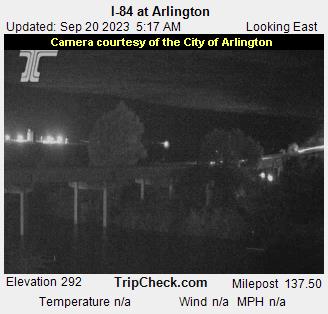 I-84 at Arlington
Updated: Sep 20 2023 5:17 AM Looking East
Camera courtesy of the City of Arlington
Elevation 292 TripCheck.com Milepost 137.50
Temperature n/a Wind n/a MPH n/a